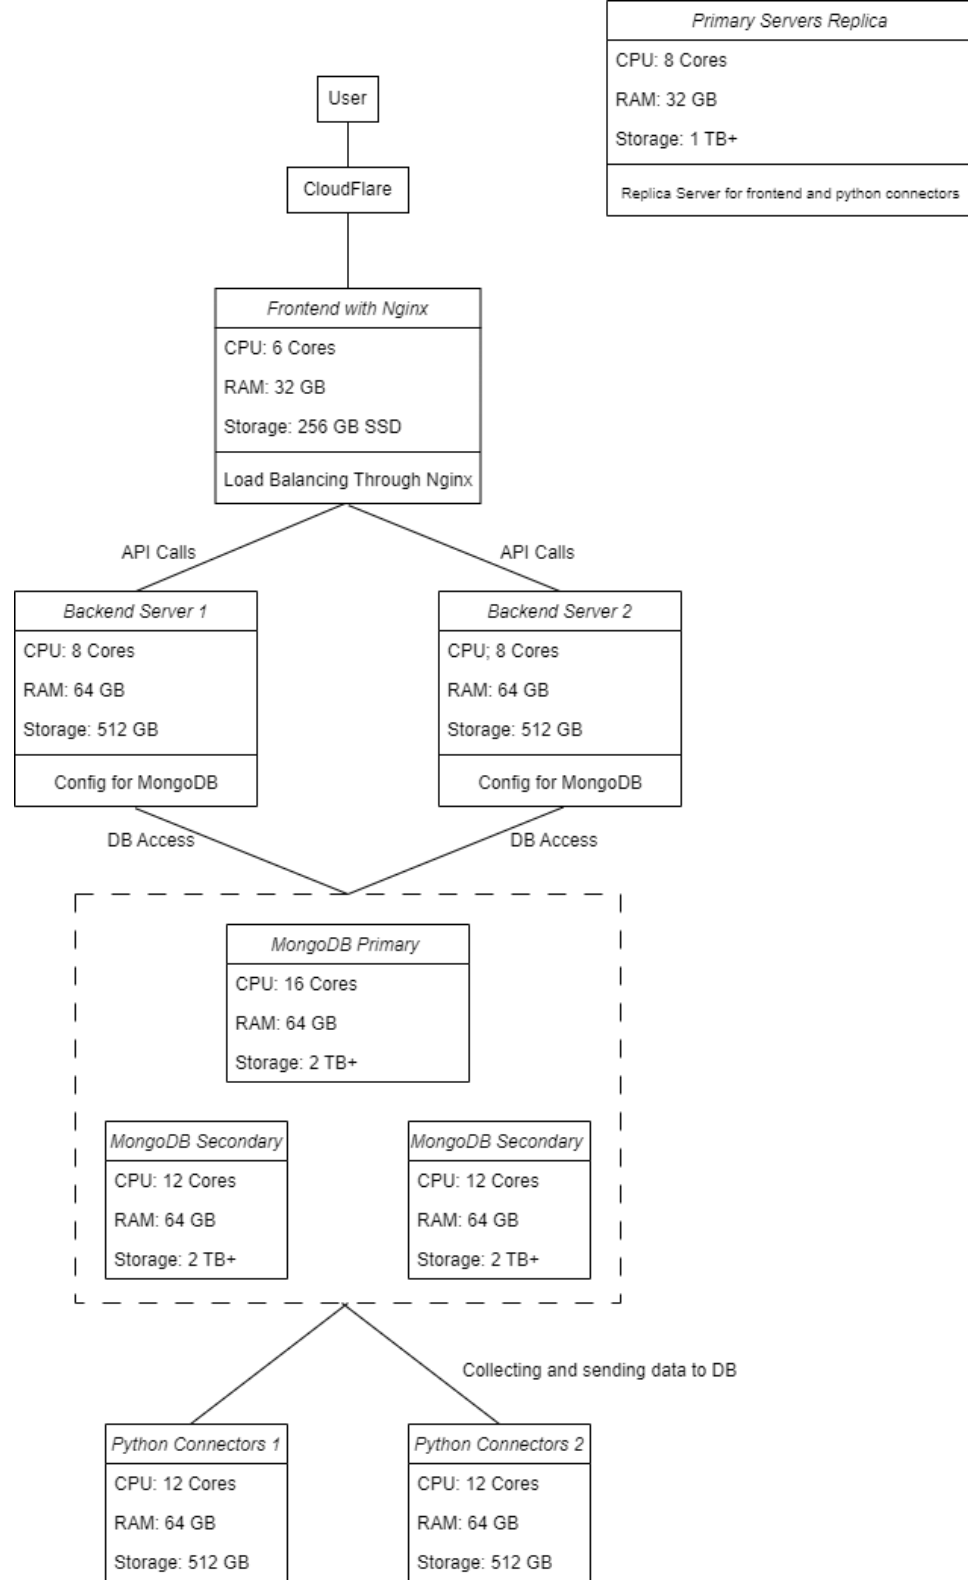 Primary Servers Replica
CPU: 8 Cores
RAM: 32 GB
Storage: 1 TB+
Replica Server for frontend and python connectors
User
CloudFlare
Frontend with Nginx
CPU: 6 Cores
RAM: 32 GB
Storage: 256 GB SSD
Load Balancing Through Nginx
API Calls
API Calls
Backend Server 1
CPU: 8 Cores
RAM: 64 GB
Storage: 512 GB
Config for MongoDB
Backend Server 2
CPU; 8 Cores
RAM: 64 GB
Storage: 512 GB
Config for MongoDB
DB Access
DB Access
MongoDB Primary
CPU: 16 Cores
RAM: 64 GB
Storage: 2 TB+
MongoDB Secondary
CPU: 12 Cores
RAM: 64 GB
Storage: 2 TB+
MongoDB Secondary
CPU: 12 Cores
RAM: 64 GB
Storage: 2 TB+
Collecting and sending data to DB
Python Connectors 1
CPU: 12 Cores
RAM: 64 GB
Storage: 512 GB
Python Connectors 2
CPU: 12 Cores
RAM: 64 GB
Storage: 512 GB